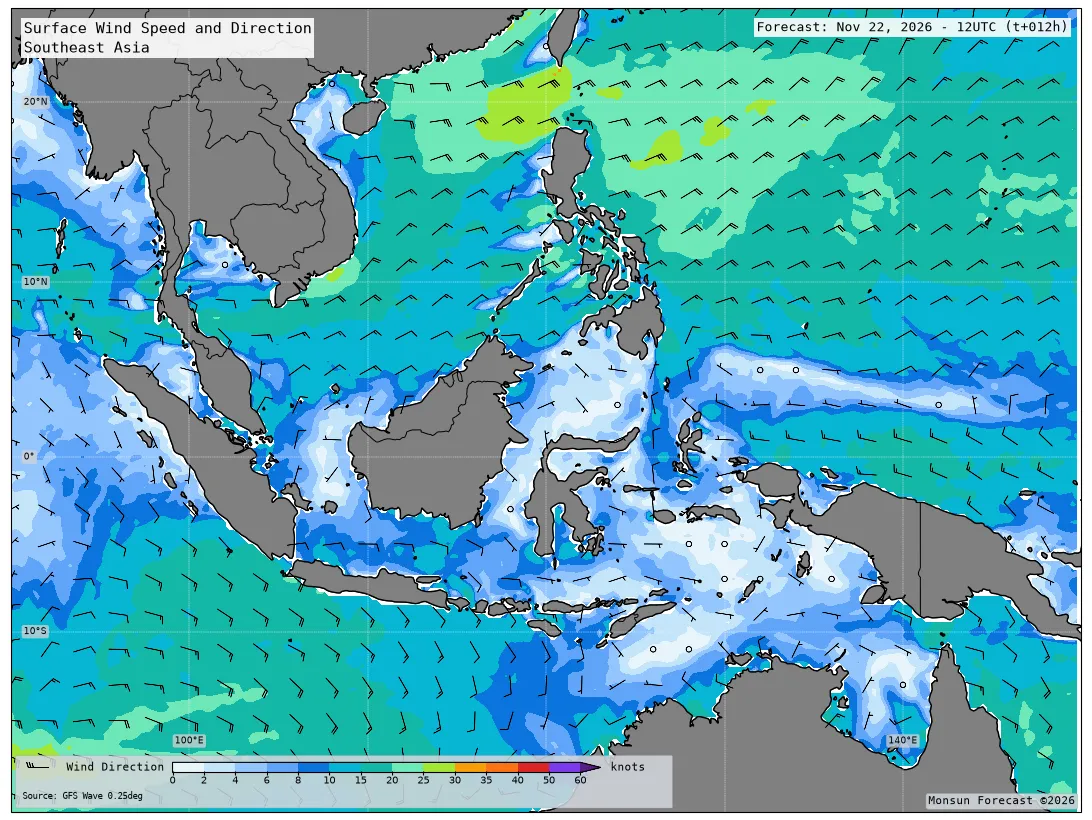 Surface Wind Speed and Direction
Southeast Asia
Forecast: Nov 22, 2026 - 12UTC (t+012h)
20°N
10°N
0°
10°S
100°E
140°E
Wind Direction
0 2 4 6 8 10 15 20 25 30 35 40 50 60
knots
Source: GFS Wave 0.25deg
Monsun Forecast ©2026